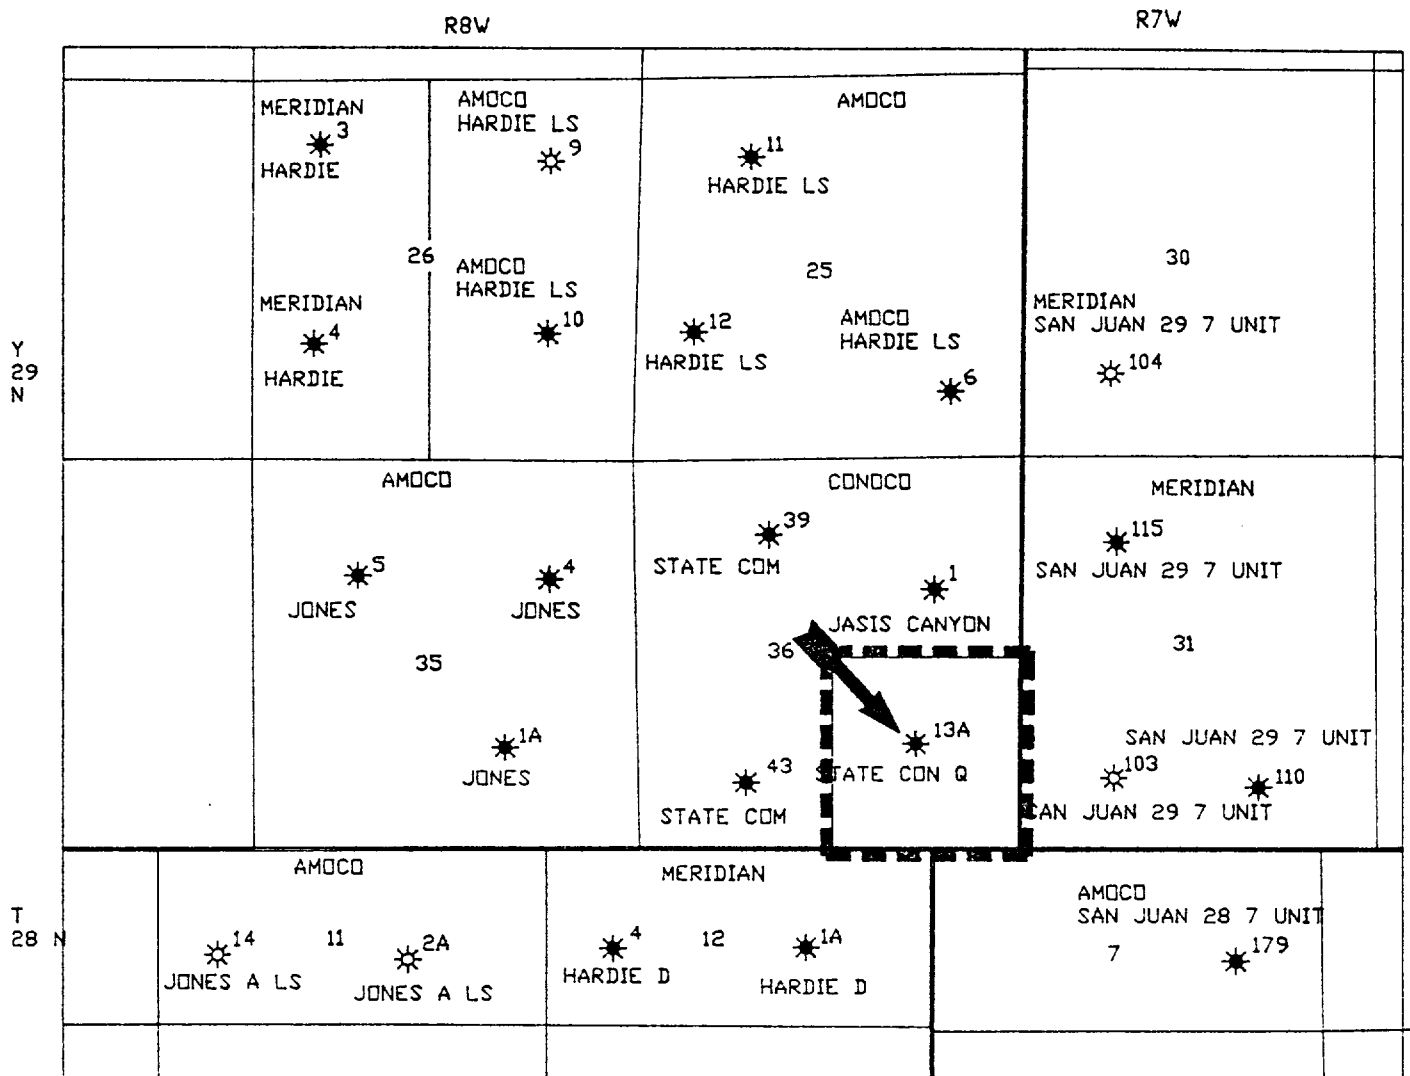 R8W
R7W
MERIDIAN
3
HARDIE
AMOCO
HARDIE LS
9
AMOCO
11
HARDIE LS
26
25
30
AMOCO
HARDIE LS
10
MERIDIAN
4
HARDIE
12
HARDIE LS
AMOCO
HARDIE LS
6
MERIDIAN
SAN JUAN 29 7 UNIT
104
Y
29
N
AMOCO
CONOCO
MERIDIAN
5
JONES
4
JONES
39
STATE COM
1
JASIS CANYON
115
SAN JUAN 29 7 UNIT
35
36
31
1A
JONES
43
STATE COM
13A
STATE CON Q
SAN JUAN 29 7 UNIT
103
110
CAN JUAN 29 7 UNIT
AMOCO
MERIDIAN
AMOCO
SAN JUAN 28 7 UNIT
T
28 N
14
JONES A LS
11
2A
JONES A LS
4
HARDIE D
12
1A
HARDIE D
7
179